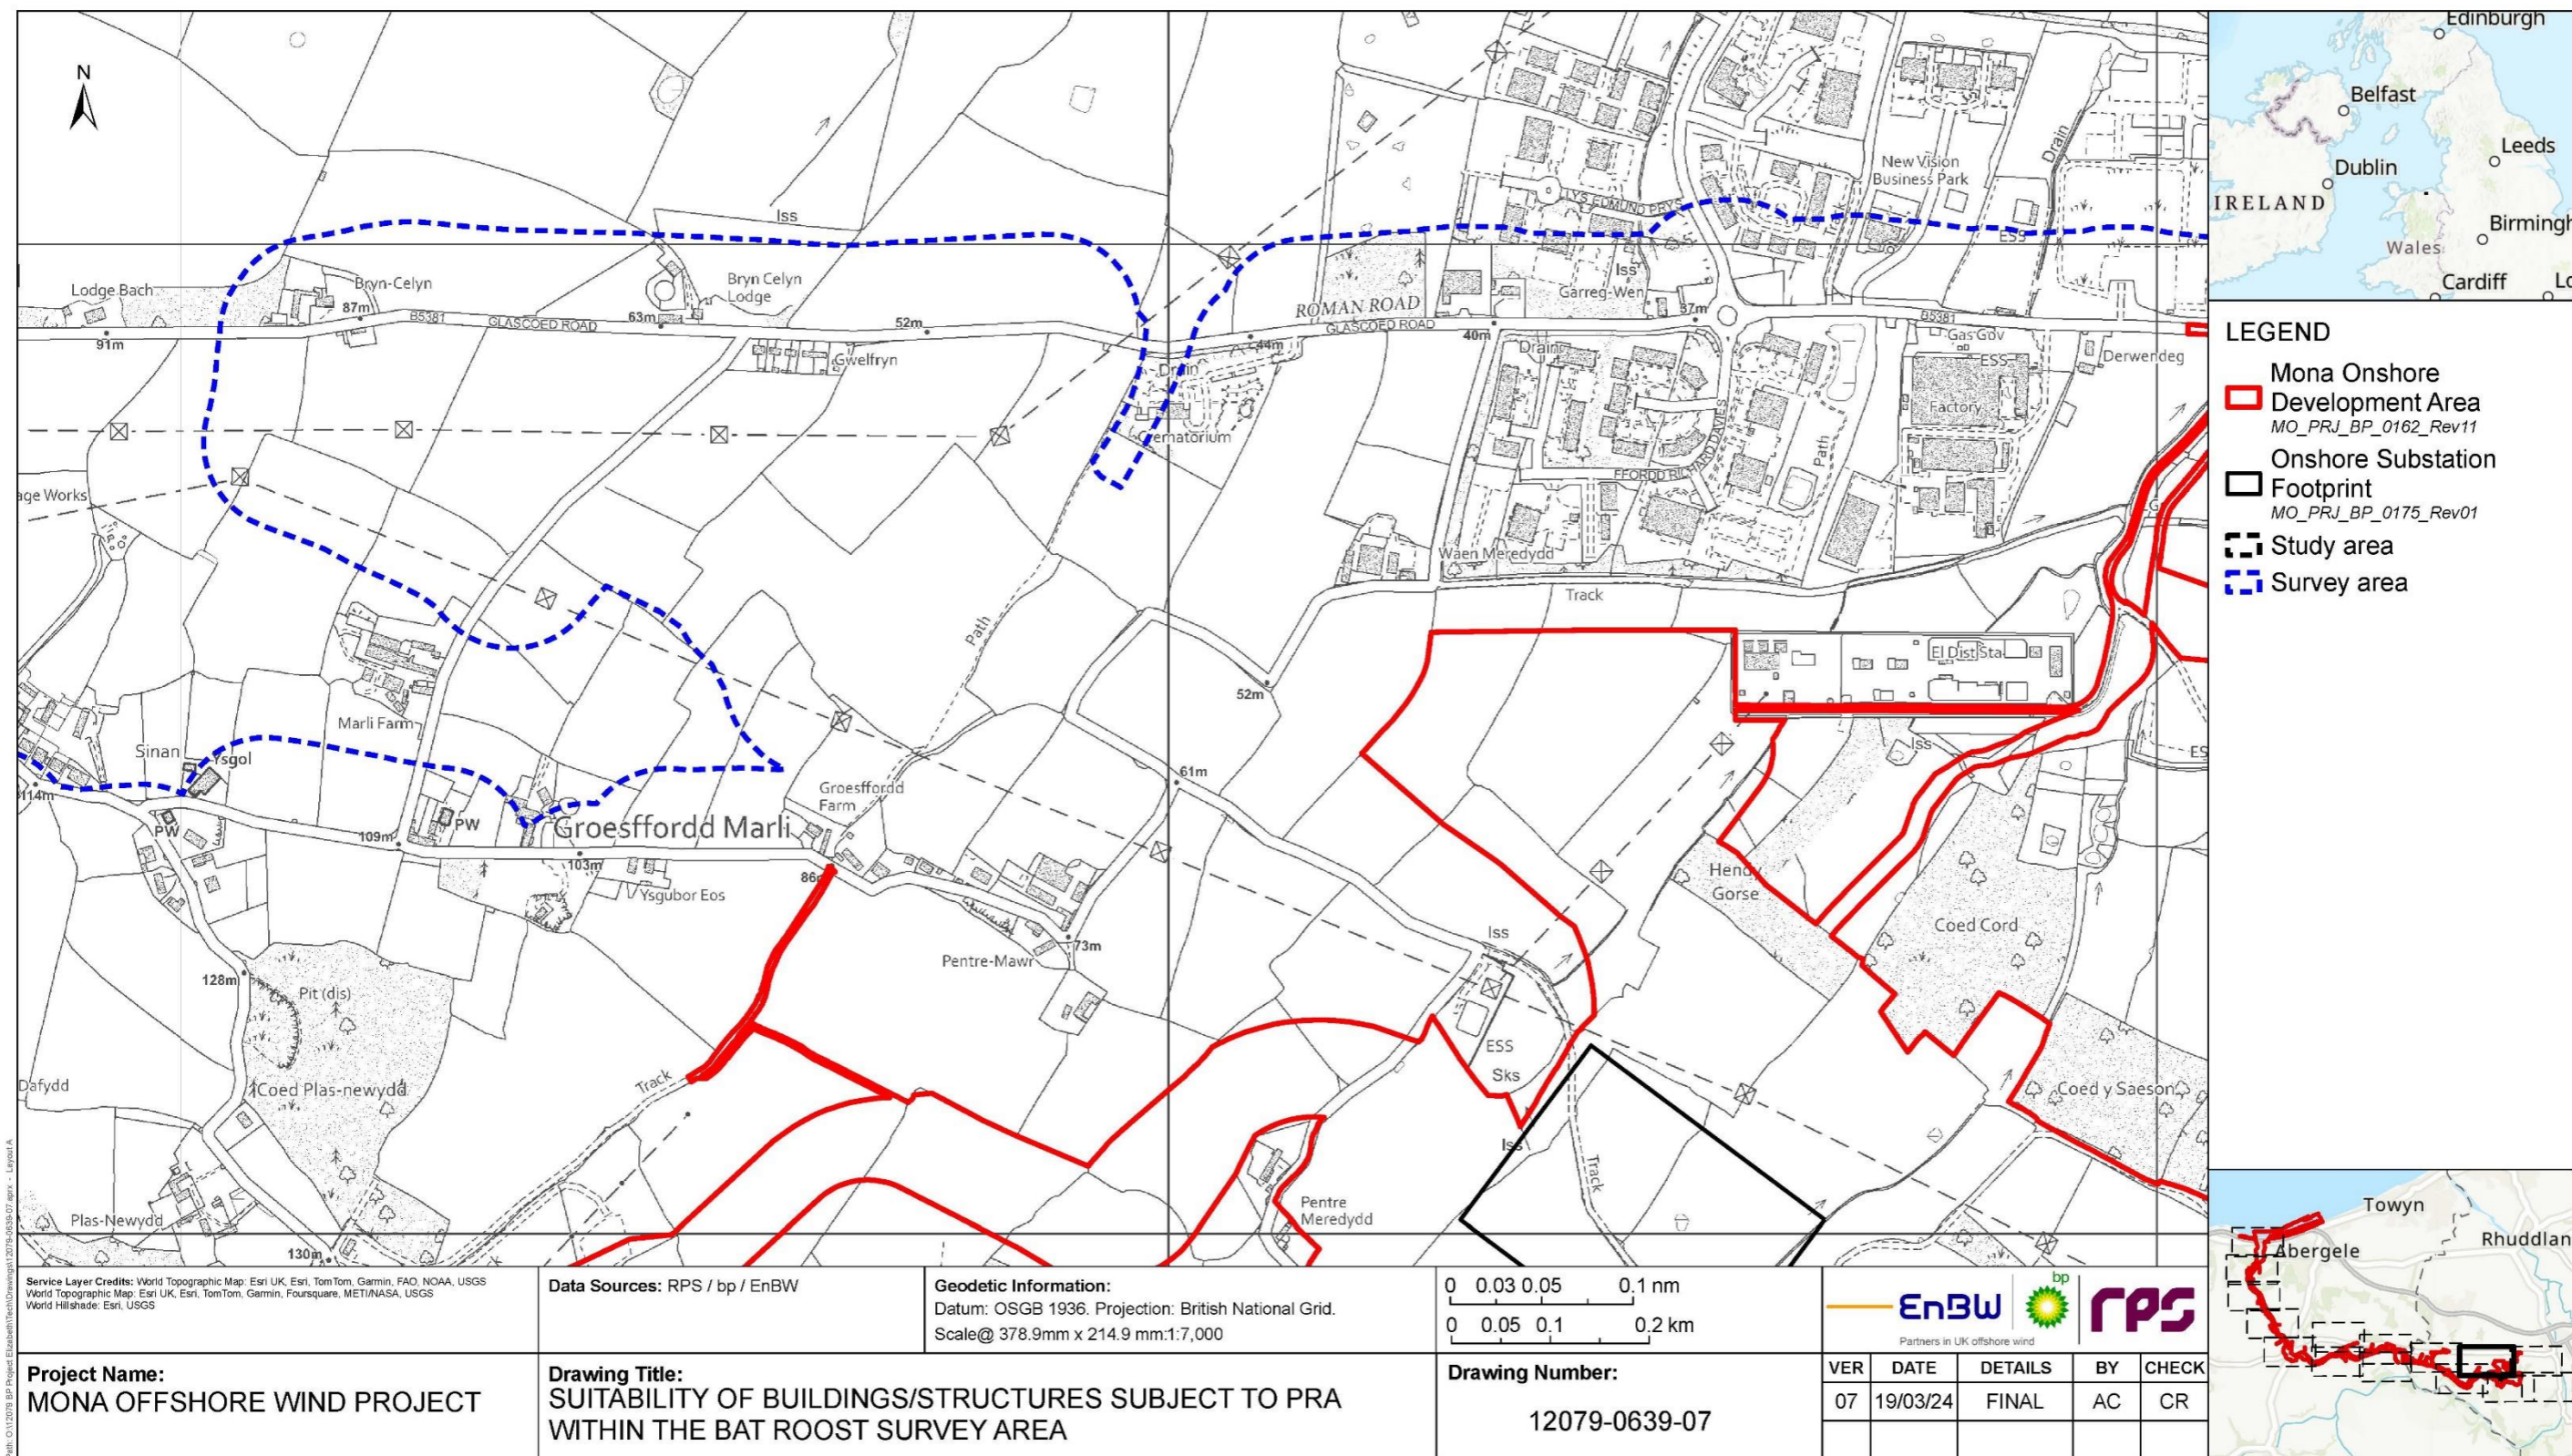 N
Lodge Bach
Bryn-Celyn
87m
91m
B5381
GLASCOED ROAD
63m
Bryn Celyn
Lodge
Iss
52m
Gwelfryn
Drain
Crematorium
44m
ROMAN ROAD
GLASCOED ROAD
40m
Garreg-Wen
Iss
37m
LLYS EDMUND PRYS
New Vision
Business Park
Track
Drain
ESS
B5381
Gas Gov
ESS
Derwendeg
Factory
Drain
FFORDD RICHARD DAVIES
Path
Waen Meredydd
Track
age Works
Path
52m
El Dist Sta
Marli Farm
Sinan
Ysgol
114m
PW
109m
PW
Groesffordd Marli
103m
Groesffordd
Farm
86m
Ysgubor Eos
61m
Iss
ES
Hendy
Gorse
Coed Cord
Pentre-Mawr
73m
Iss
128m
Pit (dis)
Coed Plas-newydd
Dafydd
Track
ESS
Sks
Iss
Track
Coed y Saeson
Plas-Newydd
130m
Pentre
Meredydd
Edinburgh
Belfast
Leeds
Dublin
IRELAND
Birmingh
Wales
Cardiff
Lo
LEGEND
Mona Onshore
Development Area
MO_PRJ_BP_0162_Rev11
Onshore Substation
Footprint
MO_PRJ_BP_0175_Rev01
Study area
Survey area
Towyn
Abergele
Rhuddlan
Service Layer Credits: World Topographic Map: Esri UK, Esri, TomTom, Garmin, FAO, NOAA, USGS
World Topographic Map: Esri UK, Esri, TomTom, Garmin, Foursquare, METI/NASA, USGS
World Hillshade: Esri, USGS
Data Sources: RPS / bp / EnBW
Geodetic Information:
Datum: OSGB 1936. Projection: British National Grid.
Scale@ 378.9mm x 214.9 mm:1:7,000
0 0.03 0.05 0.1 nm
0 0.05 0.1 0.2 km
EnBW
bp
rps
Partners in UK offshore wind
Project Name:
MONA OFFSHORE WIND PROJECT
Drawing Title:
SUITABILITY OF BUILDINGS/STRUCTURES SUBJECT TO PRA
WITHIN THE BAT ROOST SURVEY AREA
Drawing Number:
12079-0639-07
VER DATE DETAILS BY CHECK
07 19/03/24 FINAL AC CR